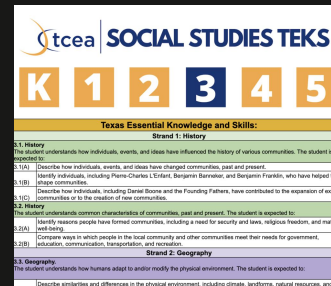 tcea SOCIAL STUDIES TEKS
K 1 2 3 4 5
Texas Essential Knowledge and Skills:
Strand 1: History
3.1. History
The student understands how individuals, events, and ideas have influenced the history of various communities. The student is
expected to:
3.1(A) Describe how individuals, events, and ideas have changed communities, past and present.
Identify individuals, including Pierre-Charles L'Enfant, Benjamin Banneker, and Benjamin Franklin, who have helped
3.1(B) shape communities.
Describe how individuals, including Daniel Boone and the Founding Fathers, have contributed to the expansion of
3.1(C) communities or to the creation of new communities.
3.2. History
The student understands common characteristics of communities, past and present. The student is expected to:
Identify reasons people have formed communities, including a need for security and laws, religious freedom, and
3.2(A) well-being.
Compare ways in which people in the local community and other communities meet their needs for government,
3.2(B) education, communication, transportation, and recreation.
Strand 2: Geography
3.3. Geography.
The student understands how humans adapt to and/or modify the physical environment. The student is expected to:
Describe similarities and differences in the physical environment, including climate, landforms, natural resources, and